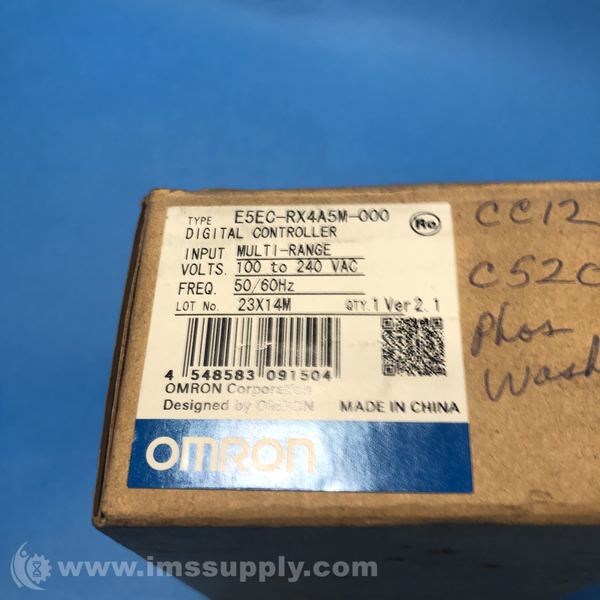 TYPE E5EC-RX4A5M-000
DIGITAL CONTROLLER
INPUT MULTI-RANGE
VOLTS. 100 to 240 VAC
FREQ. 50/60Hz
LOT No. 23X14M QTY.1 Ver2.1
4 548583 091504
OMRON Corporation
Designed by OMRON MADE IN CHINA
OMRON
Ro
CC12
C52C
Phos
Wash
www.imssupply.com